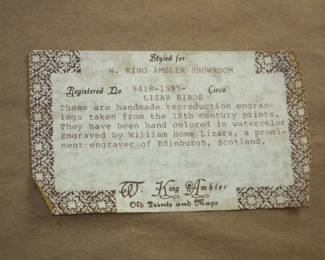 Styled for:
W. KING AMBLER SHOWROOM
Registered No. 9418-1595- Circa
LIZAR BIRDS
These are handmade reproduction engrav-
ings taken from the 18th century prints.
They have been hand colored in watercolor
Engraved by William Home Lizars, a promi-
nent engraver of Edinburgh, Scotland.
W. King Ambler
Old Prints and Maps